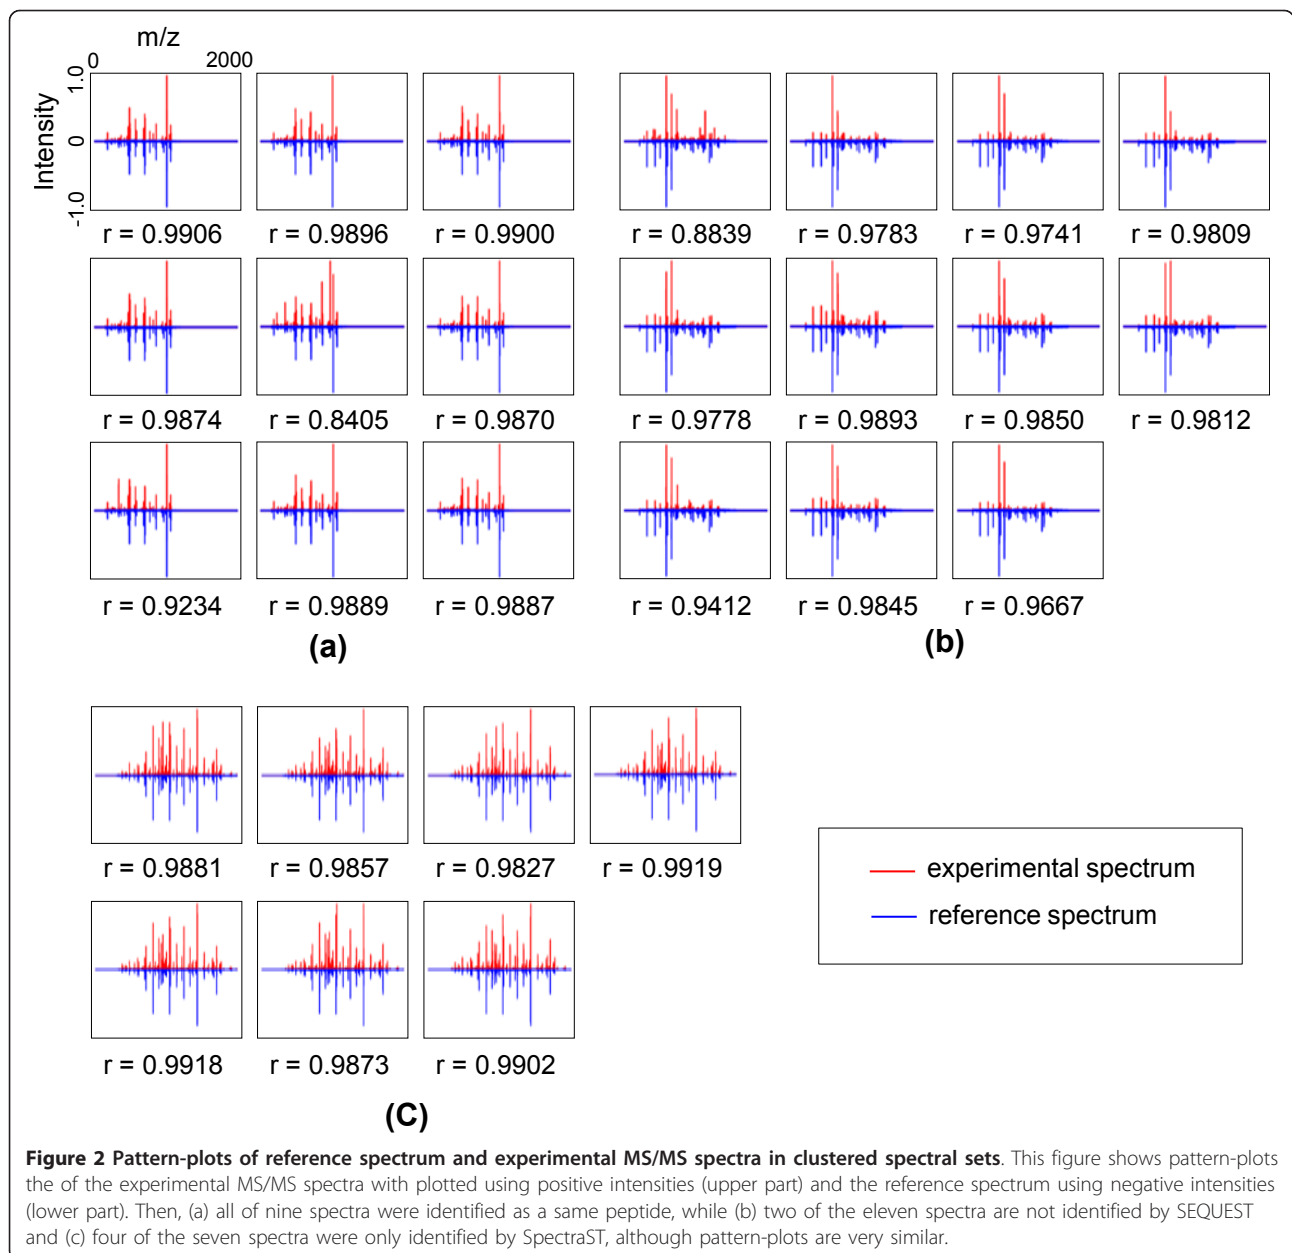 m/z
0 2000
Intensity
1.0
0
-1.0
r = 0.9906 r = 0.9896 r = 0.9900 r = 0.8839 r = 0.9783 r = 0.9741 r = 0.9809
r = 0.9874 r = 0.8405 r = 0.9870 r = 0.9778 r = 0.9893 r = 0.9850 r = 0.9812
r = 0.9234 r = 0.9889 r = 0.9887 r = 0.9412 r = 0.9845 r = 0.9667
(a) (b)
r = 0.9881 r = 0.9857 r = 0.9827 r = 0.9919
experimental spectrum
reference spectrum
r = 0.9918 r = 0.9873 r = 0.9902
(C)
Figure 2 Pattern-plots of reference spectrum and experimental MS/MS spectra in clustered spectral sets. This figure shows pattern-plots
the of the experimental MS/MS spectra with plotted using positive intensities (upper part) and the reference spectrum using negative intensities
(lower part). Then, (a) all of nine spectra were identified as a same peptide, while (b) two of the eleven spectra are not identified by SEQUEST
and (c) four of the seven spectra were only identified by SpectraST, although pattern-plots are very similar.